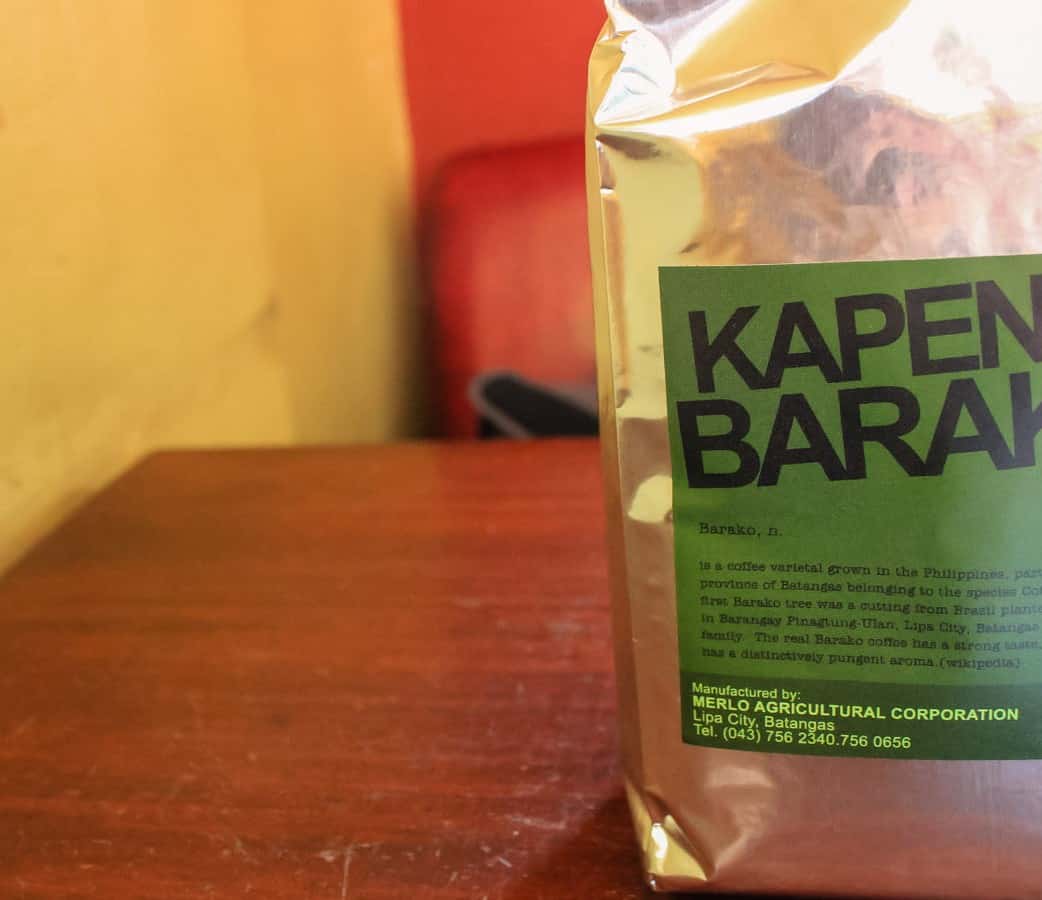 KAPEN
BARAK
Barako, n.
is a coffee varietal grown in the Philippines, part
province of Batangas belonging to the species Co
first Barako tree was a cutting from Brazil plante
in Barangay Pinagtung-Ulan, Lipa City, Batangas
family. The real Barako coffee has a strong taste,
has a distinctively pungent aroma.(wikipedia)
Manufactured by:
MERLO AGRICULTURAL CORPORATION
Lipa City, Batangas
Tel. (043) 756 2340.756 0656